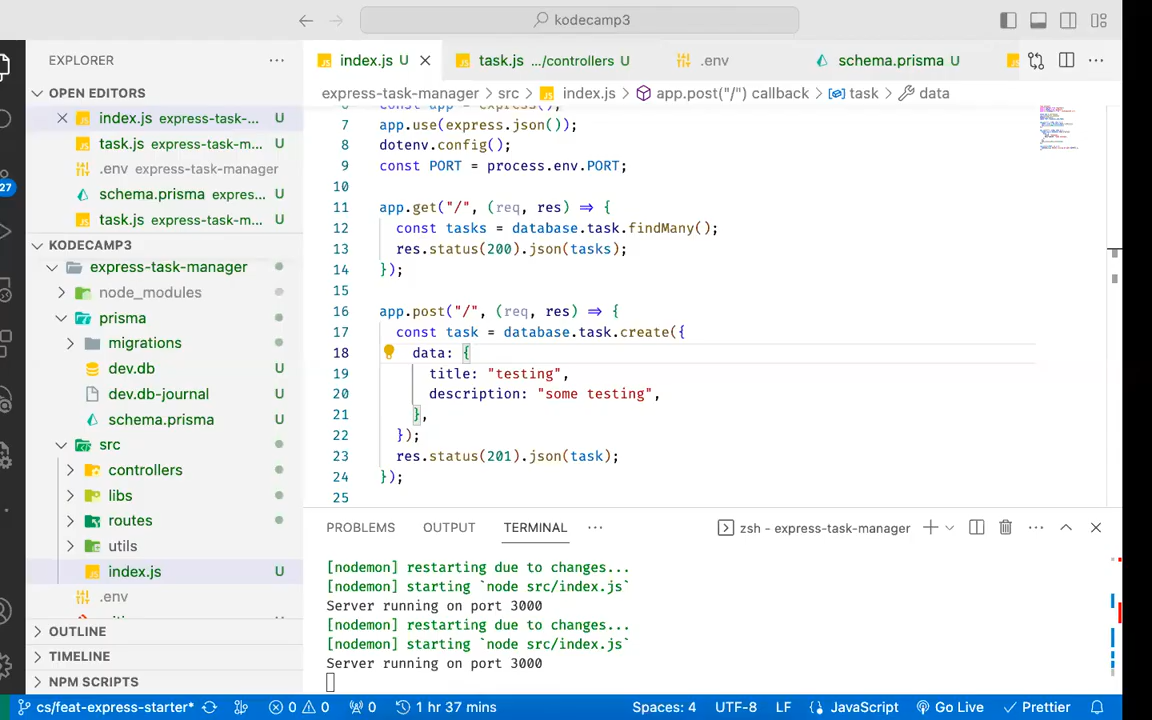 kodecamp3
EXPLORER
index.js U
task.js .../controllers U
.env
schema.prisma U
OPEN EDITORS
express-task-manager > src > index.js > app.post("/") callback > task > data
index.js express-task-... U
task.js express-task-m... U
.env express-task-manager
schema.prisma expres... U
task.js express-task-m... U
KODECAMP3
express-task-manager
node_modules
prisma
migrations
dev.db U
dev.db-journal U
schema.prisma U
src
controllers
libs
routes
utils
index.js U
.env
OUTLINE
TIMELINE
NPM SCRIPTS
27
6 const app = express();
7 app.use(express.json());
8 dotenv.config();
9 const PORT = process.env.PORT;
10
11 app.get("/", (req, res) => {
12 const tasks = database.task.findMany();
13 res.status(200).json(tasks);
14 });
15
16 app.post("/", (req, res) => {
17 const task = database.task.create({
18 data: {
19 title: "testing",
20 description: "some testing",
21 },
22 });
23 res.status(201).json(task);
24 });
25
PROBLEMS OUTPUT TERMINAL ... zsh - express-task-manager
[nodemon] restarting due to changes...
[nodemon] starting `node src/index.js`
Server running on port 3000
[nodemon] restarting due to changes...
[nodemon] starting `node src/index.js`
Server running on port 3000
cs/feat-express-starter* 0 0 0 1 hr 37 mins Spaces: 4 UTF-8 LF JavaScript Go Live Prettier